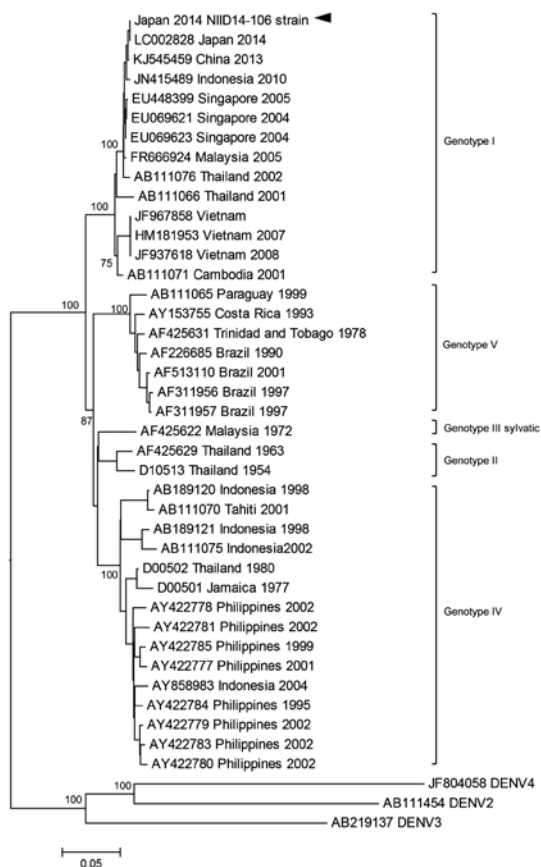 Japan 2014 NIID14-106 strain
LC002828 Japan 2014
KJ545459 China 2013
JN415489 Indonesia 2010
EU448399 Singapore 2005
EU069621 Singapore 2004
EU069623 Singapore 2004
100
FR666924 Malaysia 2005
Genotype I
AB111076 Thailand 2002
AB111066 Thailand 2001
100
JF967858 Vietnam
HM181953 Vietnam 2007
JF937618 Vietnam 2008
75
AB111071 Cambodia 2001
AB111065 Paraguay 1999
100
100
AY153755 Costa Rica 1993
AF425631 Trinidad and Tobago 1978
AF226685 Brazil 1990
Genotype V
AF513110 Brazil 2001
AF311956 Brazil 1997
AF311957 Brazil 1997
87
AF425622 Malaysia 1972
Genotype III sylvatic
AF425629 Thailand 1963
Genotype II
D10513 Thailand 1954
AB189120 Indonesia 1998
AB111070 Tahiti 2001
AB189121 Indonesia 1998
AB111075 Indonesia2002
100
D00502 Thailand 1980
D00501 Jamaica 1977
AY422778 Philippines 2002
Genotype IV
AY422781 Philippines 2002
AY422785 Philippines 1999
AY422777 Philippines 2001
AY858983 Indonesia 2004
AY422784 Philippines 1995
AY422779 Philippines 2002
AY422783 Philippines 2002
AY422780 Philippines 2002
JF804058 DENV4
100
AB111454 DENV2
100
AB219137 DENV3
0.05